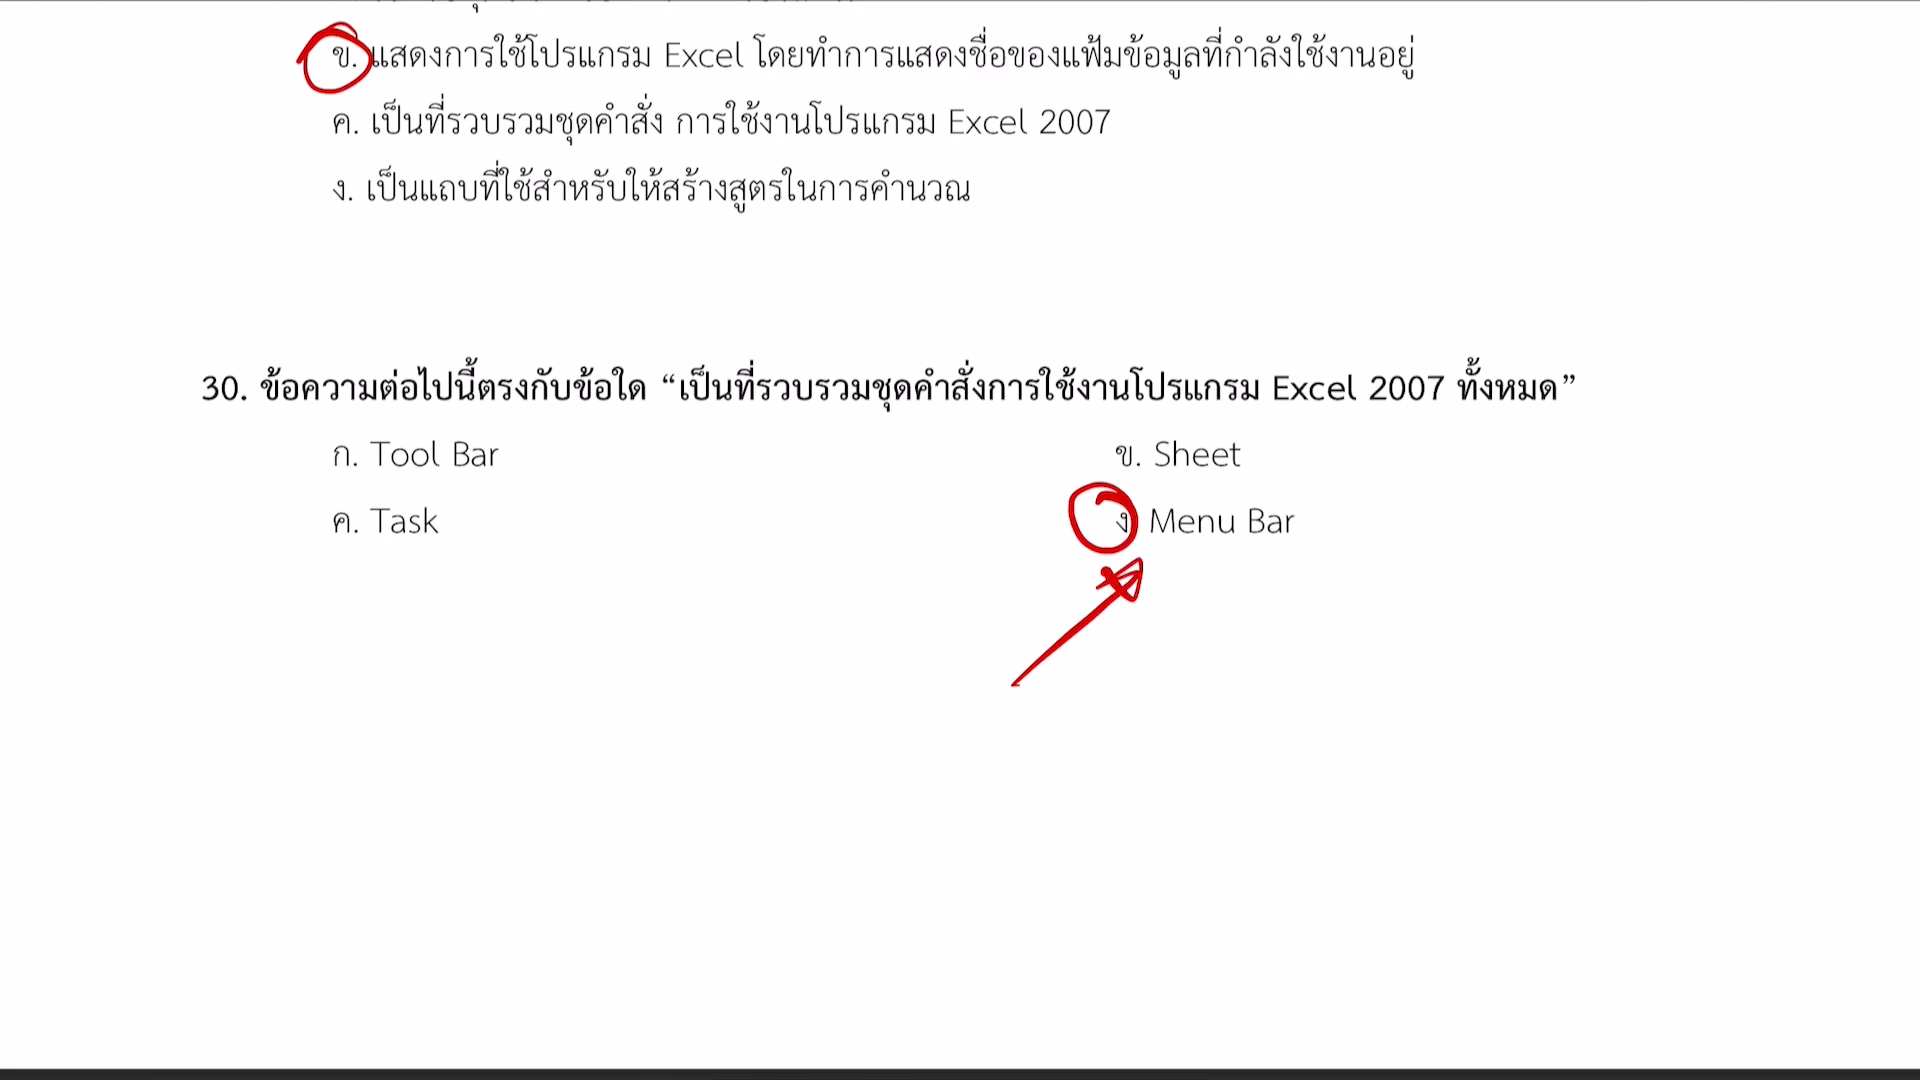 ข. แสดงการใช้โปรแกรม Excel โดยทำการแสดงชื่อของแฟ้มข้อมูลที่กำลังใช้งานอยู่
ค. เป็นที่รวบรวมชุดคำสั่ง การใช้งานโปรแกรม Excel 2007
ง. เป็นแถบที่ใช้สำหรับให้สร้างสูตรในการคำนวณ
30. ข้อความต่อไปนี้ตรงกับข้อใด “เป็นที่รวบรวมชุดคำสั่งการใช้งานโปรแกรม Excel 2007 ทั้งหมด”
ก. Tool Bar ข. Sheet
ค. Task ง. Menu Bar